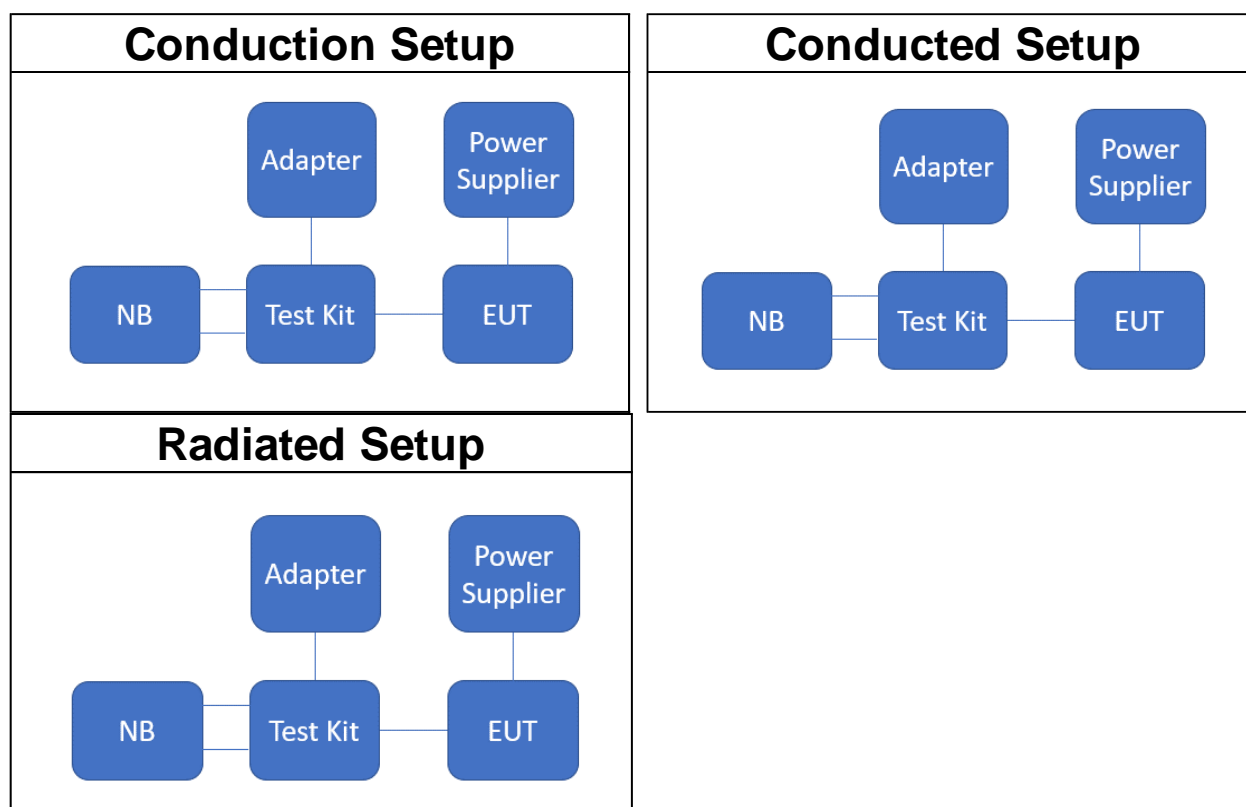 Conduction Setup
Adapter
Power
Supplier
NB
Test Kit
EUT
Conducted Setup
Adapter
Power
Supplier
NB
Test Kit
EUT
Radiated Setup
Adapter
Power
Supplier
NB
Test Kit
EUT